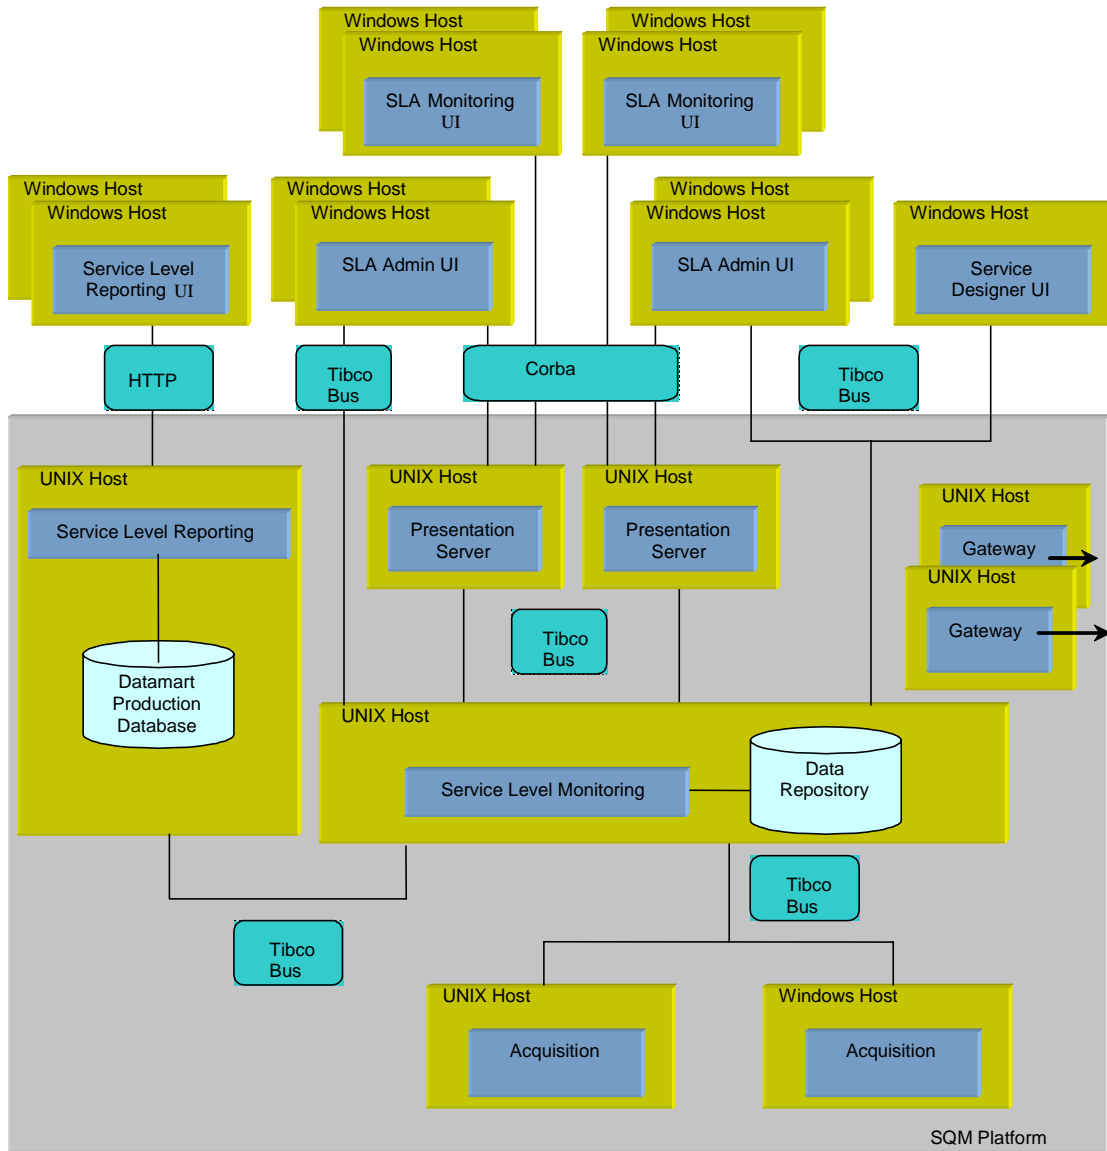 Windows Host
Windows Host
SLA Monitoring
UI
Windows Host
Windows Host
SLA Monitoring
UI
Windows Host
Windows Host
Service Level
Reporting UI
Windows Host
Windows Host
SLA Admin UI
Windows Host
Windows Host
SLA Admin UI
Windows Host
Service
Designer UI
HTTP
Tibco
Bus
Corba
Tibco
Bus
UNIX Host
Service Level Reporting
Datamart
Production
Database
UNIX Host
Presentation
Server
UNIX Host
Presentation
Server
UNIX Host
Gateway
UNIX Host
Gateway
Tibco
Bus
UNIX Host
Service Level Monitoring
Data
Repository
Tibco
Bus
Tibco
Bus
UNIX Host
Acquisition
Windows Host
Acquisition
SQM Platform